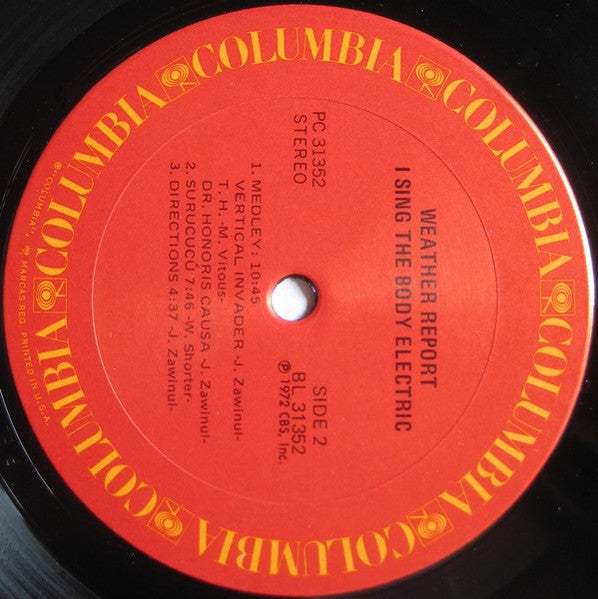 COLUMBIA COLUMBIA COLUMBIA COLUMBIA COLUMBIA COLUMBIA
WEATHER REPORT
I SING THE BODY ELECTRIC
PC 31352
STEREO
SIDE 2
BL 31352
℗ 1972 CBS, Inc.
1. MEDLEY: 10:45
VERTICAL INVADER -J. Zawinul-
T. H. -M. Vitous-
DR. HONORIS CAUSA -J. Zawinul-
2. SURUCUCÚ 7:46 -W. Shorter-
3. DIRECTIONS 4:37 -J. Zawinul-
"COLUMBIA", MARCAS REG. PRINTED IN U.S.A.